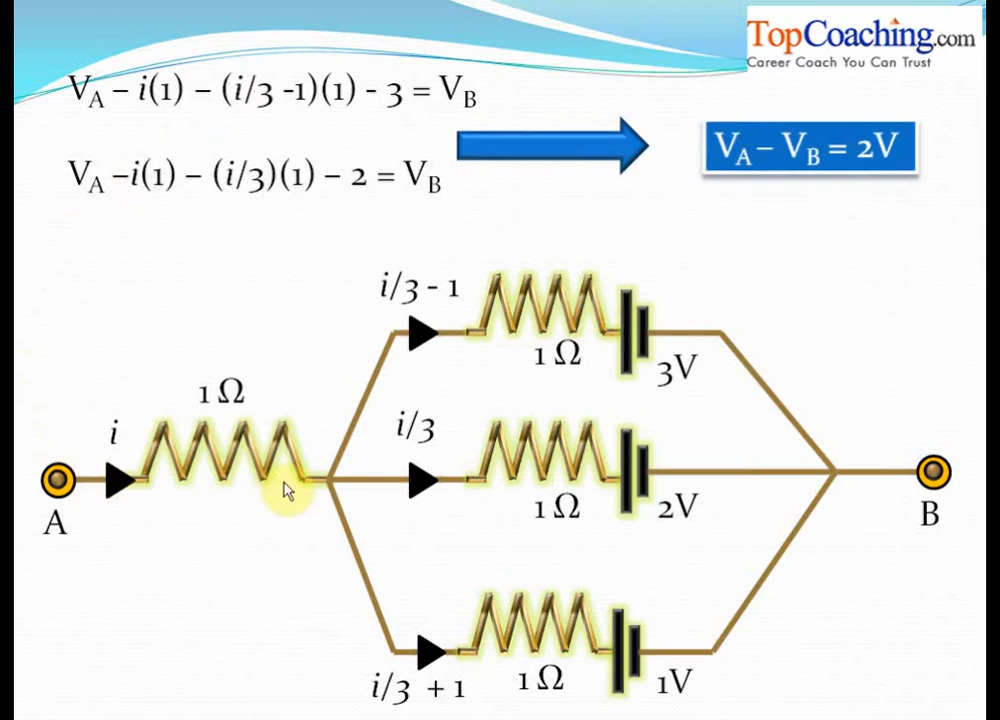 TopCoaching.com
Career Coach You Can Trust
V_A – i(1) – (i/3 -1)(1) - 3 = V_B
V_A – V_B = 2V
V_A –i(1) – (i/3)(1) – 2 = V_B
i/3 - 1
1 Ω
3V
1 Ω
i
i/3
1 Ω
2V
A
B
i/3 + 1
1 Ω
1V